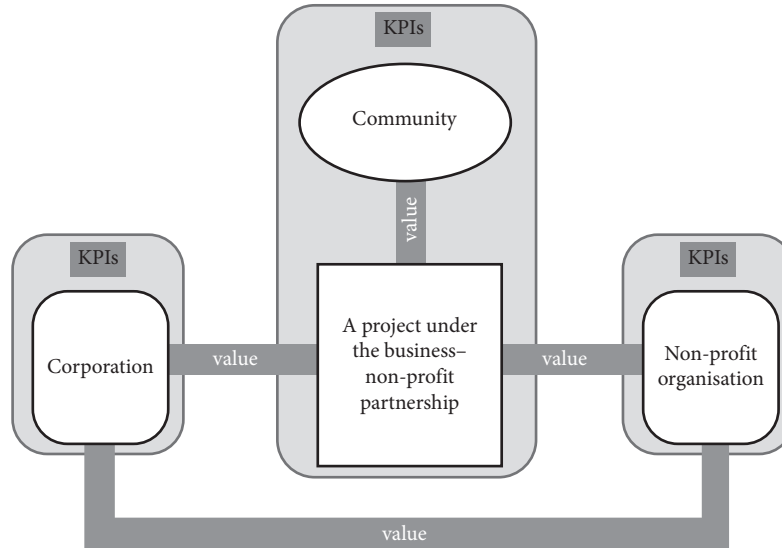 KPIs
Community
value
KPIs
KPIs
Corporation
value
A project under
the business–
non-profit
partnership
value
Non-profit
organisation
value